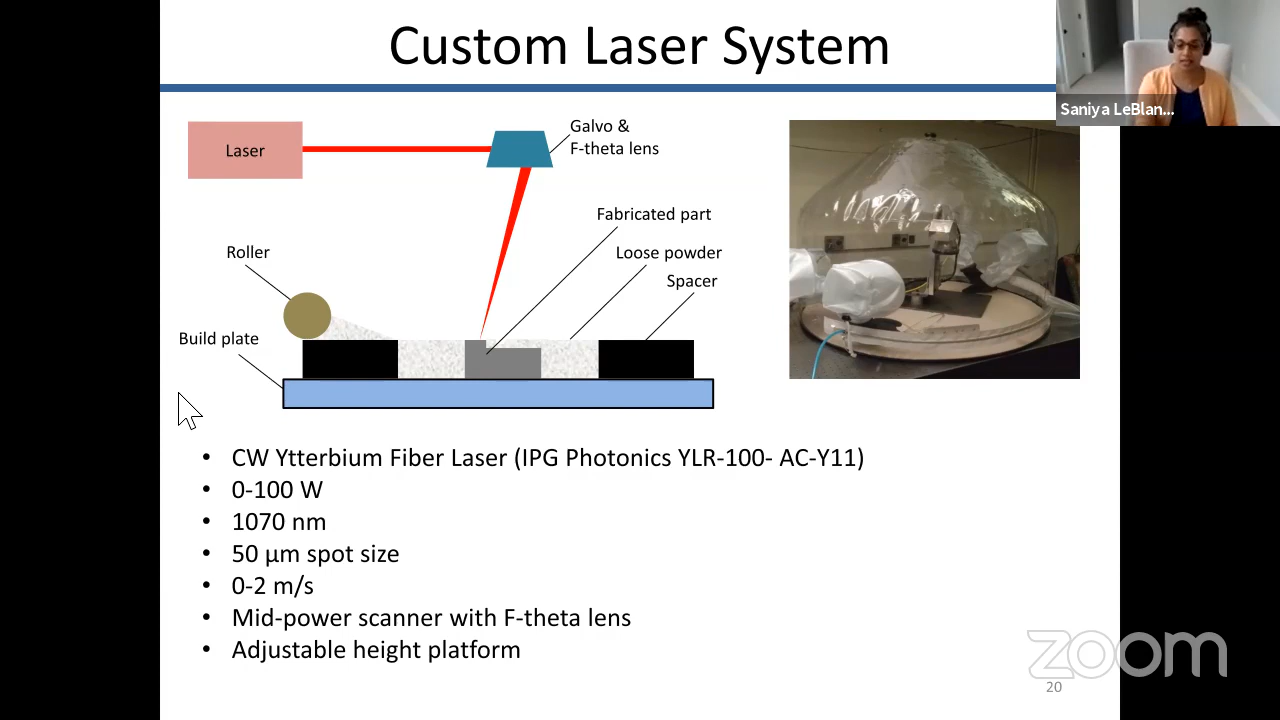 Custom Laser System
Saniya LeBlan...
Laser
Galvo &
F-theta lens
Fabricated part
Roller
Loose powder
Spacer
Build plate
• CW Ytterbium Fiber Laser (IPG Photonics YLR-100- AC-Y11)
• 0-100 W
• 1070 nm
• 50 µm spot size
• 0-2 m/s
• Mid-power scanner with F-theta lens
• Adjustable height platform
zoom
20